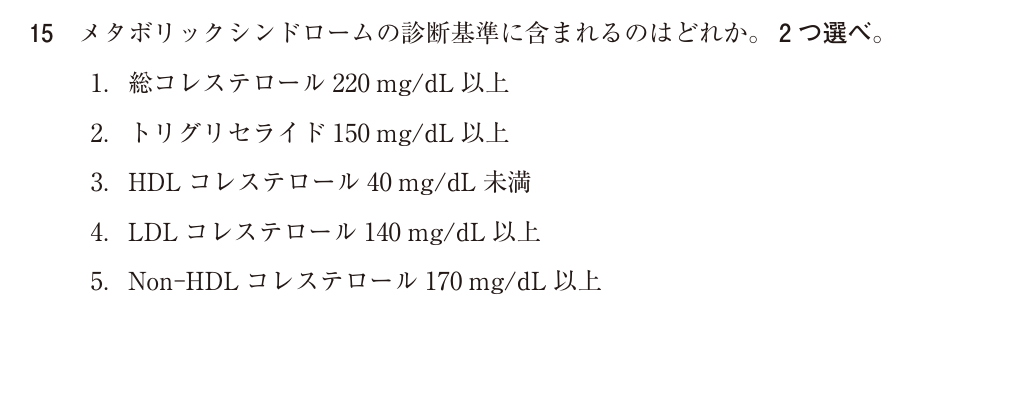 15 メタボリックシンドロームの診断基準に含まれるのはどれか。2つ選べ。
1. 総コレステロール 220 mg/dL 以上
2. トリグリセライド 150 mg/dL 以上
3. HDL コレステロール 40 mg/dL 未満
4. LDL コレステロール 140 mg/dL 以上
5. Non-HDL コレステロール 170 mg/dL 以上